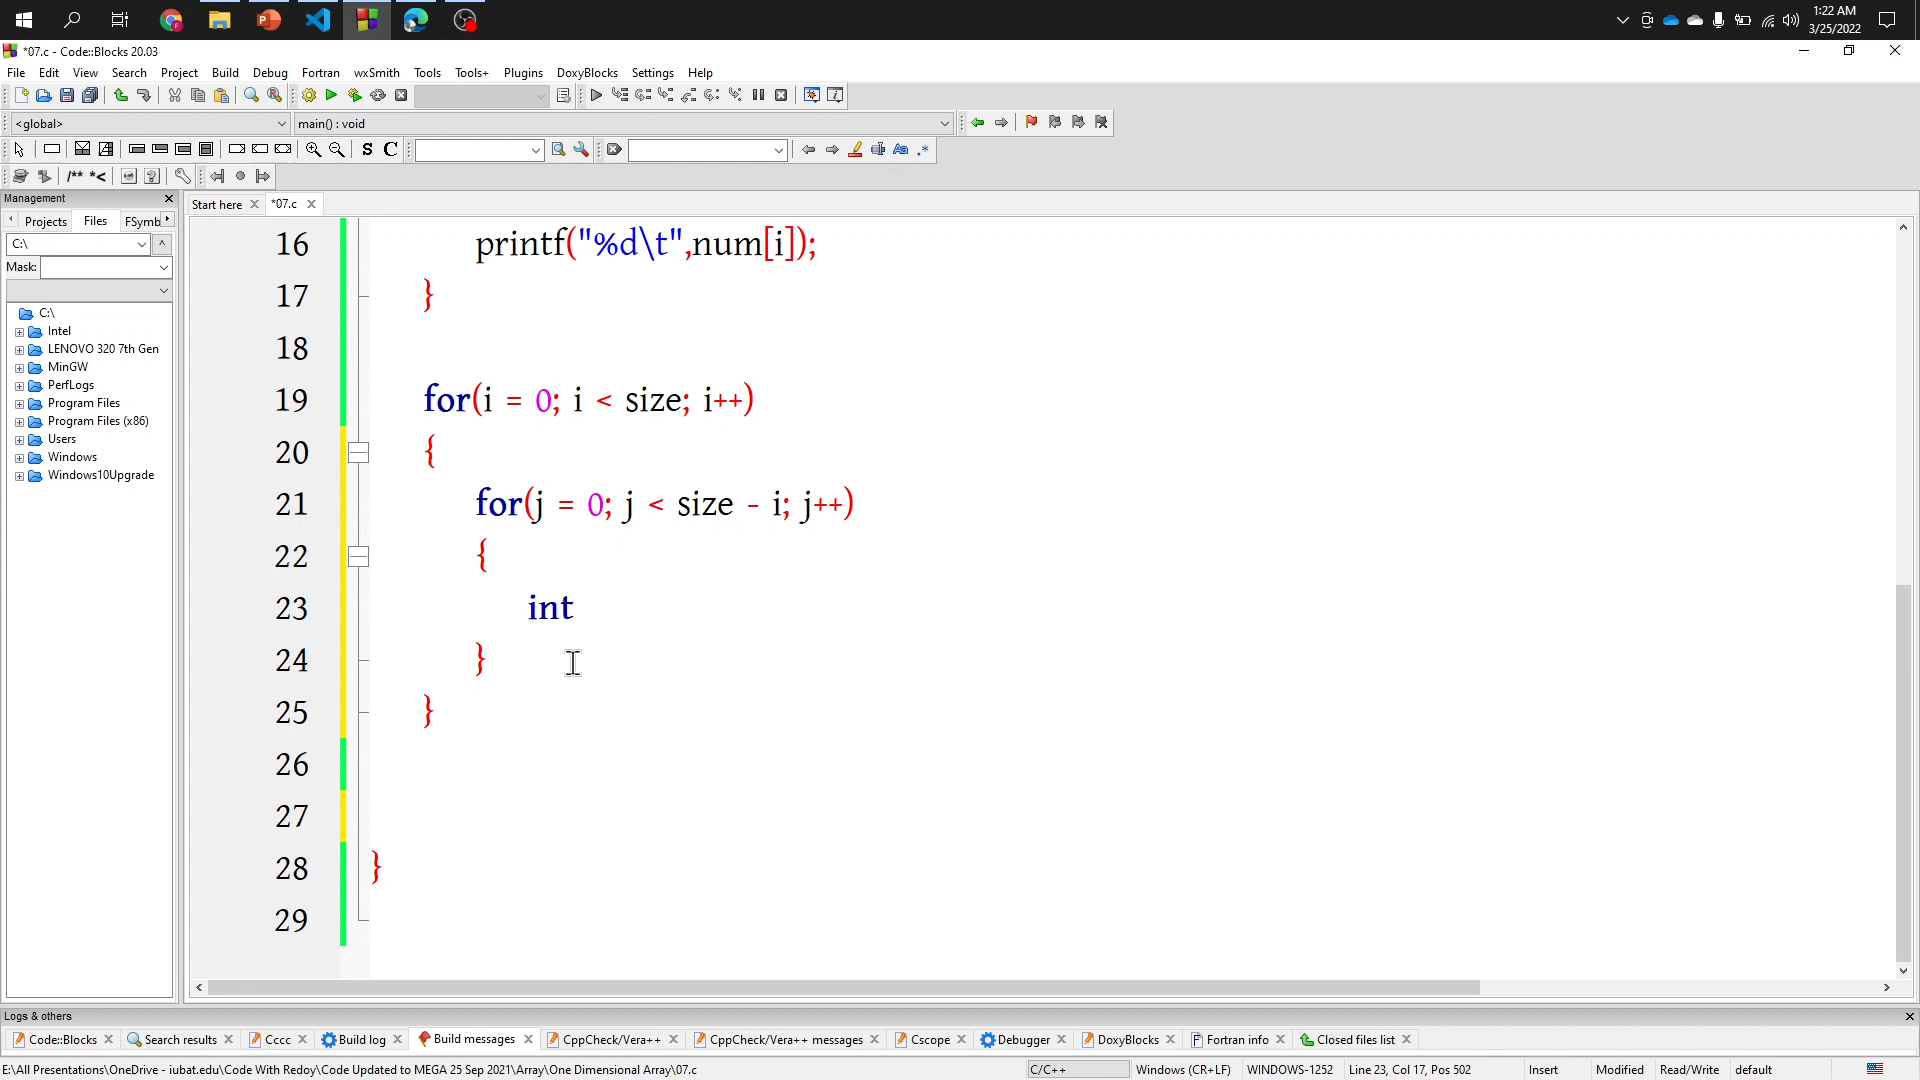 1:22 AM
3/25/2022
*07.c - Code::Blocks 20.03
File Edit View Search Project Build Debug Fortran wxSmith Tools Tools+ Plugins DoxyBlocks Settings Help
<global> main() : void
S C
/** *<
Management
Projects Files FSymb
Start here *07.c
C:\
Mask:
C:\
Intel
LENOVO 320 7th Gen
MinGW
PerfLogs
Program Files
Program Files (x86)
Users
Windows
Windows10Upgrade
16 printf("%d\t",num[i]);
17 }
18
19 for(i = 0; i < size; i++)
20 {
21 for(j = 0; j < size - i; j++)
22 {
23 int
24 }
25 }
26
27
28 }
29
Logs & others
Code::Blocks Search results Cccc Build log Build messages CppCheck/Vera++ CppCheck/Vera++ messages Cscope Debugger DoxyBlocks Fortran info Closed files list
E:\All Presentations\OneDrive - iubat.edu\Code With Redoy\Code Updated to MEGA 25 Sep 2021\Array\One Dimensional Array\07.c C/C++ Windows (CR+LF) WINDOWS-1252 Line 23, Col 17, Pos 502 Insert Modified Read/Write default